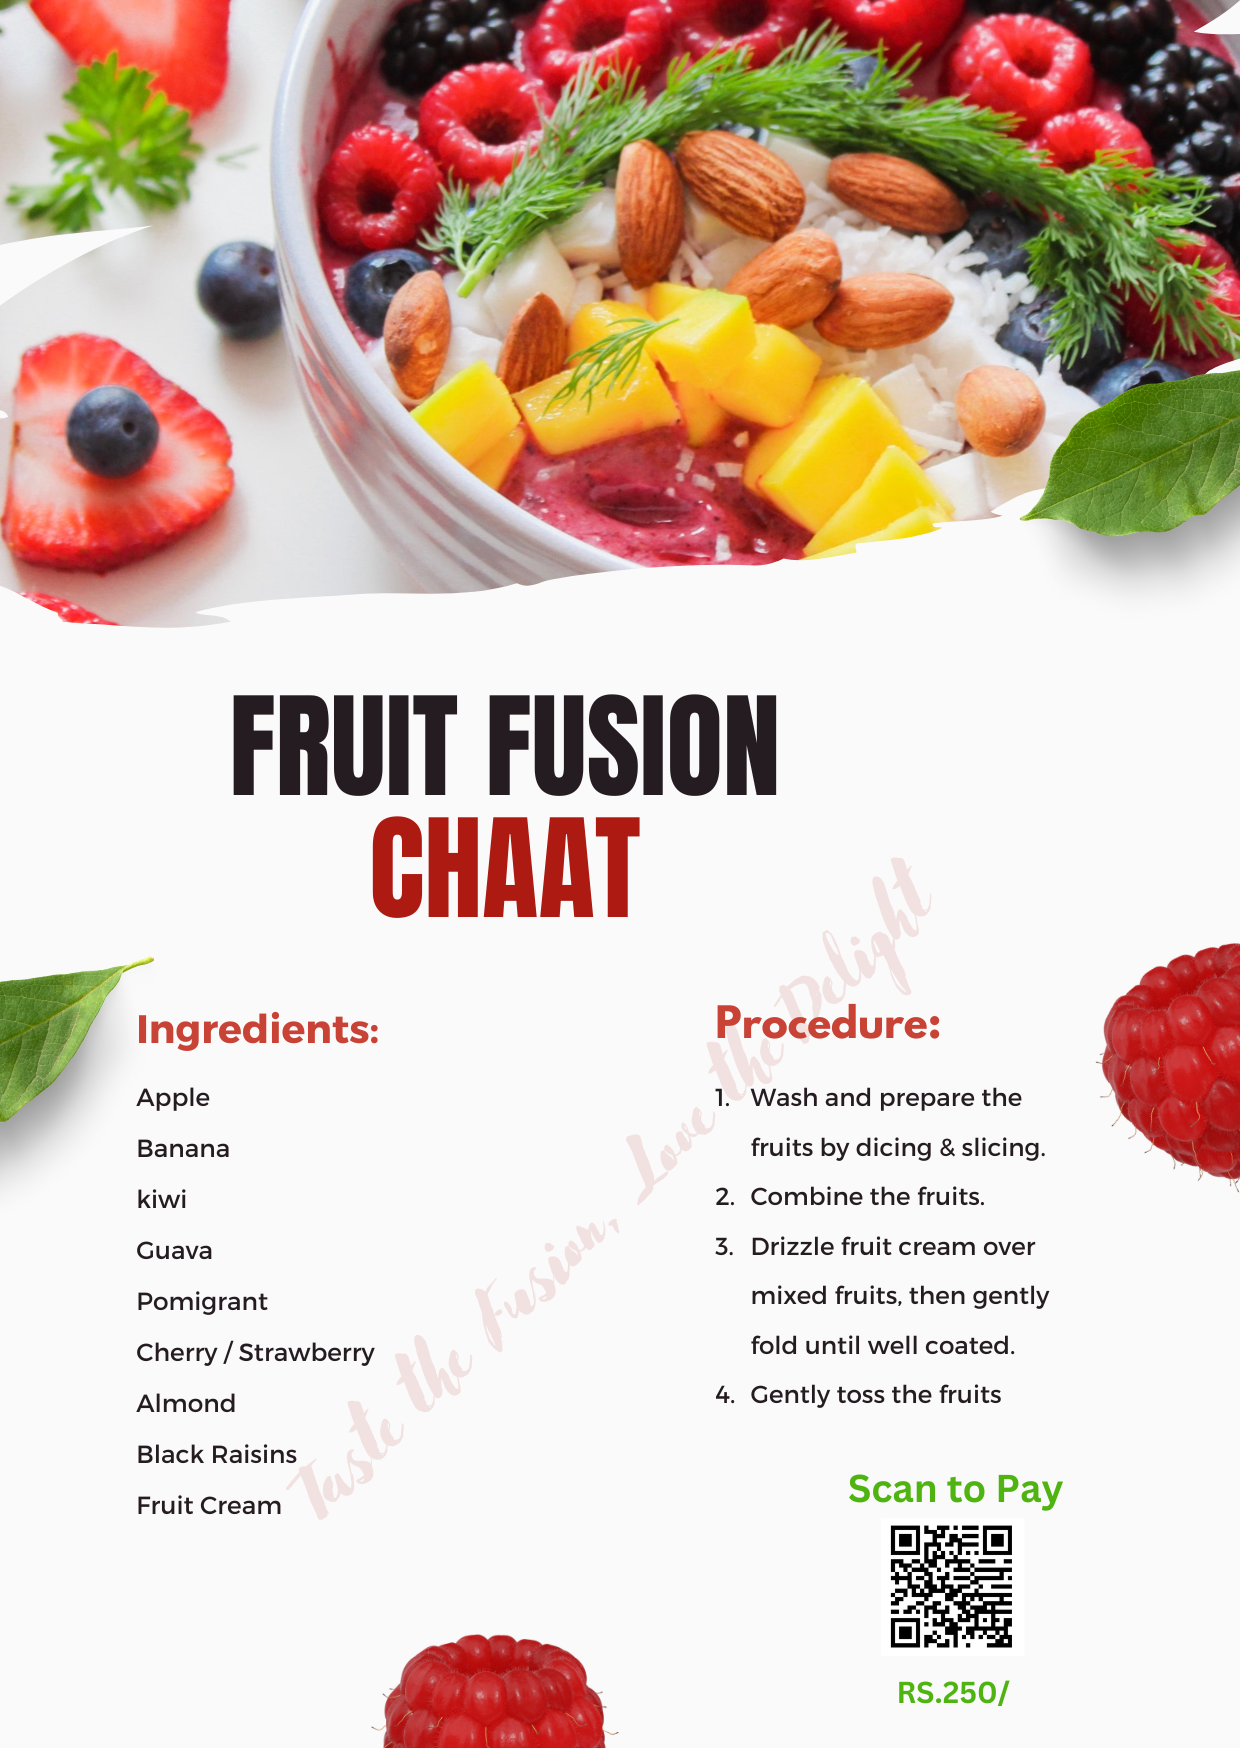 FRUIT FUSION
CHAAT
Taste the Fusion, Love the Delight
Ingredients:
Apple
Banana
kiwi
Guava
Pomigrant
Cherry / Strawberry
Almond
Black Raisins
Fruit Cream
Procedure:
1. Wash and prepare the
fruits by dicing & slicing.
2. Combine the fruits.
3. Drizzle fruit cream over
mixed fruits, then gently
fold until well coated.
4. Gently toss the fruits
Scan to Pay
RS.250/